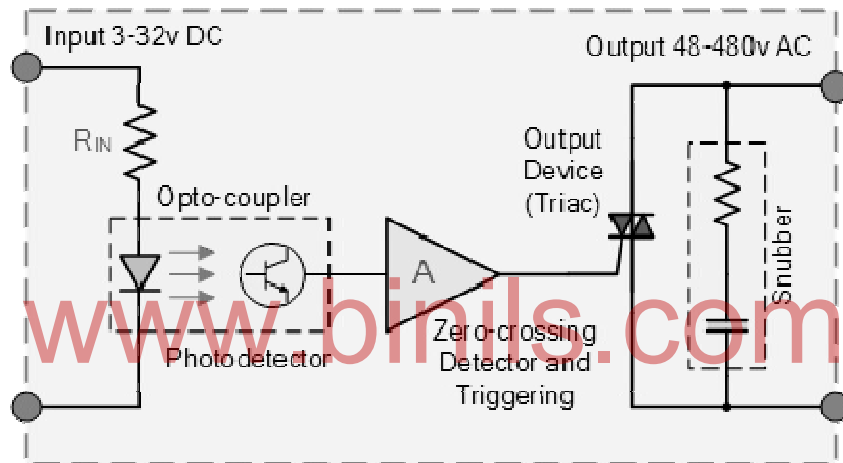 Input 3-32v DC
Output 48-480v AC
RIN
Output
Device
(Triac)
Opto-coupler
Snubber
A
www.binils.com
Zero-crossing
Detector and
Triggering
Photodetector